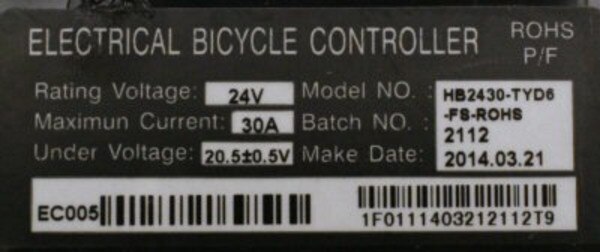 ELECTRICAL BICYCLE CONTROLLER ROHS P/F
Rating Voltage: 24V Model NO.: HB2430-TYD6
-FS-ROHS
Maximun Current: 30A Batch NO.: 2112
Under Voltage: 20.5±0.5V Make Date: 2014.03.21
EC005
1F0111403212112T9